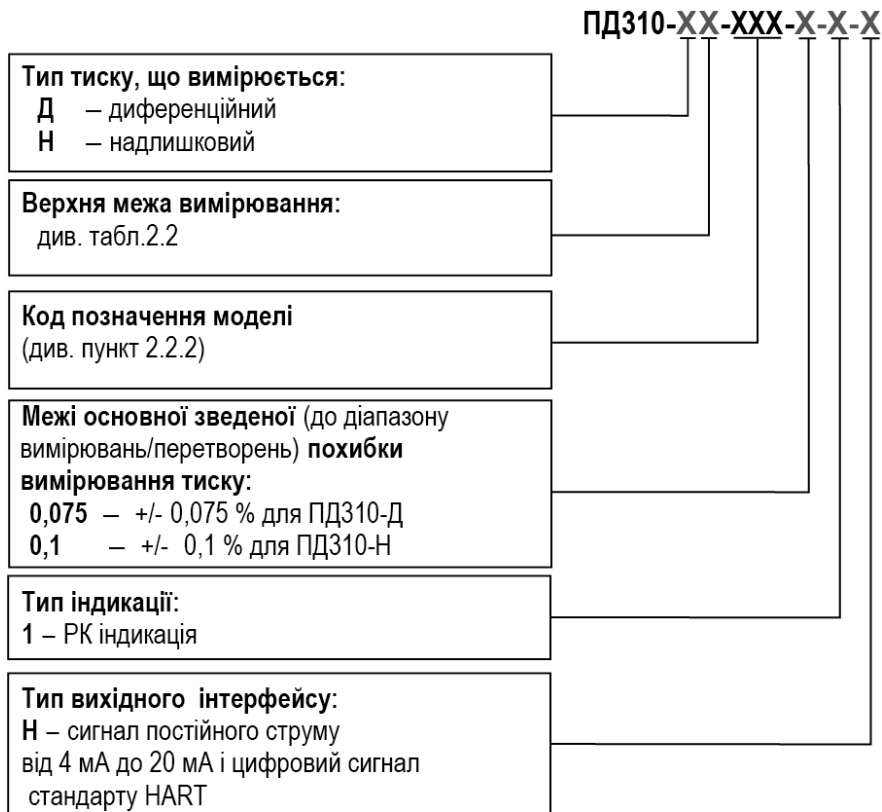 ПД310-XX-XXX-X-X-X
Тип тиску, що вимірюється:
Д – диференційний
Н – надлишковий
Верхня межа вимірювання:
див. табл.2.2
Код позначення моделі
(див. пункт 2.2.2)
Межі основної зведеної (до діапазону
вимірювань/перетворень) похибки
вимірювання тиску:
0,075 – +/- 0,075 % для ПД310-Д
0,1 – +/- 0,1 % для ПД310-Н
Тип індикації:
1 – РК індикація
Тип вихідного інтерфейсу:
Н – сигнал постійного струму
від 4 мА до 20 мА і цифровий сигнал
стандарту HART